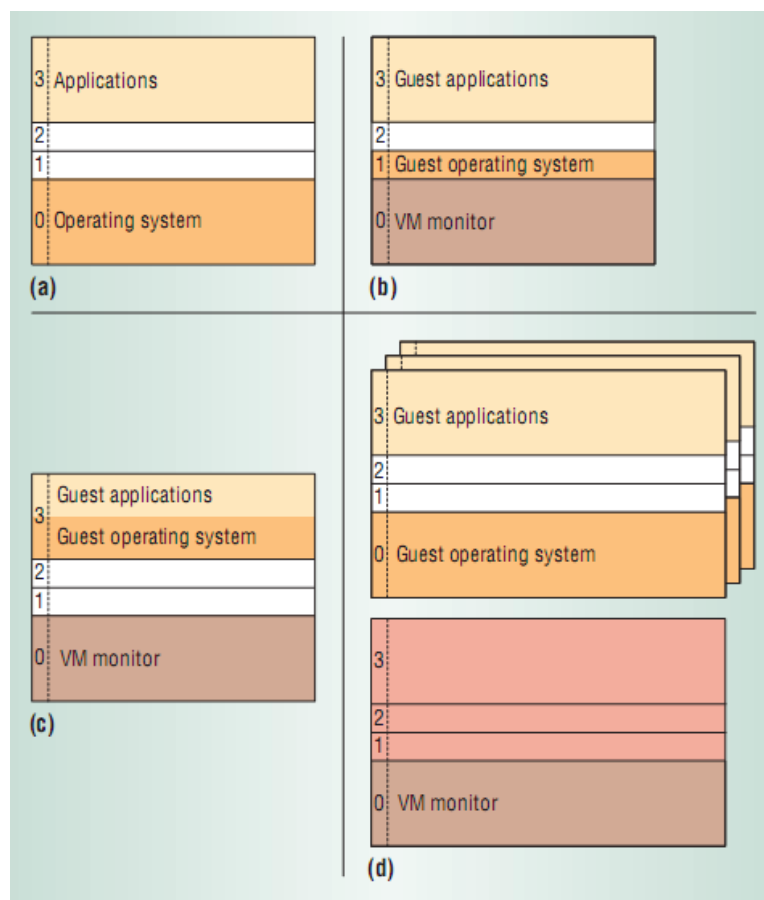 3 Applications
2
1
0 Operating system
(a)
3 Guest applications
2
1 Guest operating system
0 VM monitor
(b)
Guest applications
3
Guest operating system
2
1
0 VM monitor
(c)
3 Guest applications
2
1
0 Guest operating system
3
2
1
0 VM monitor
(d)